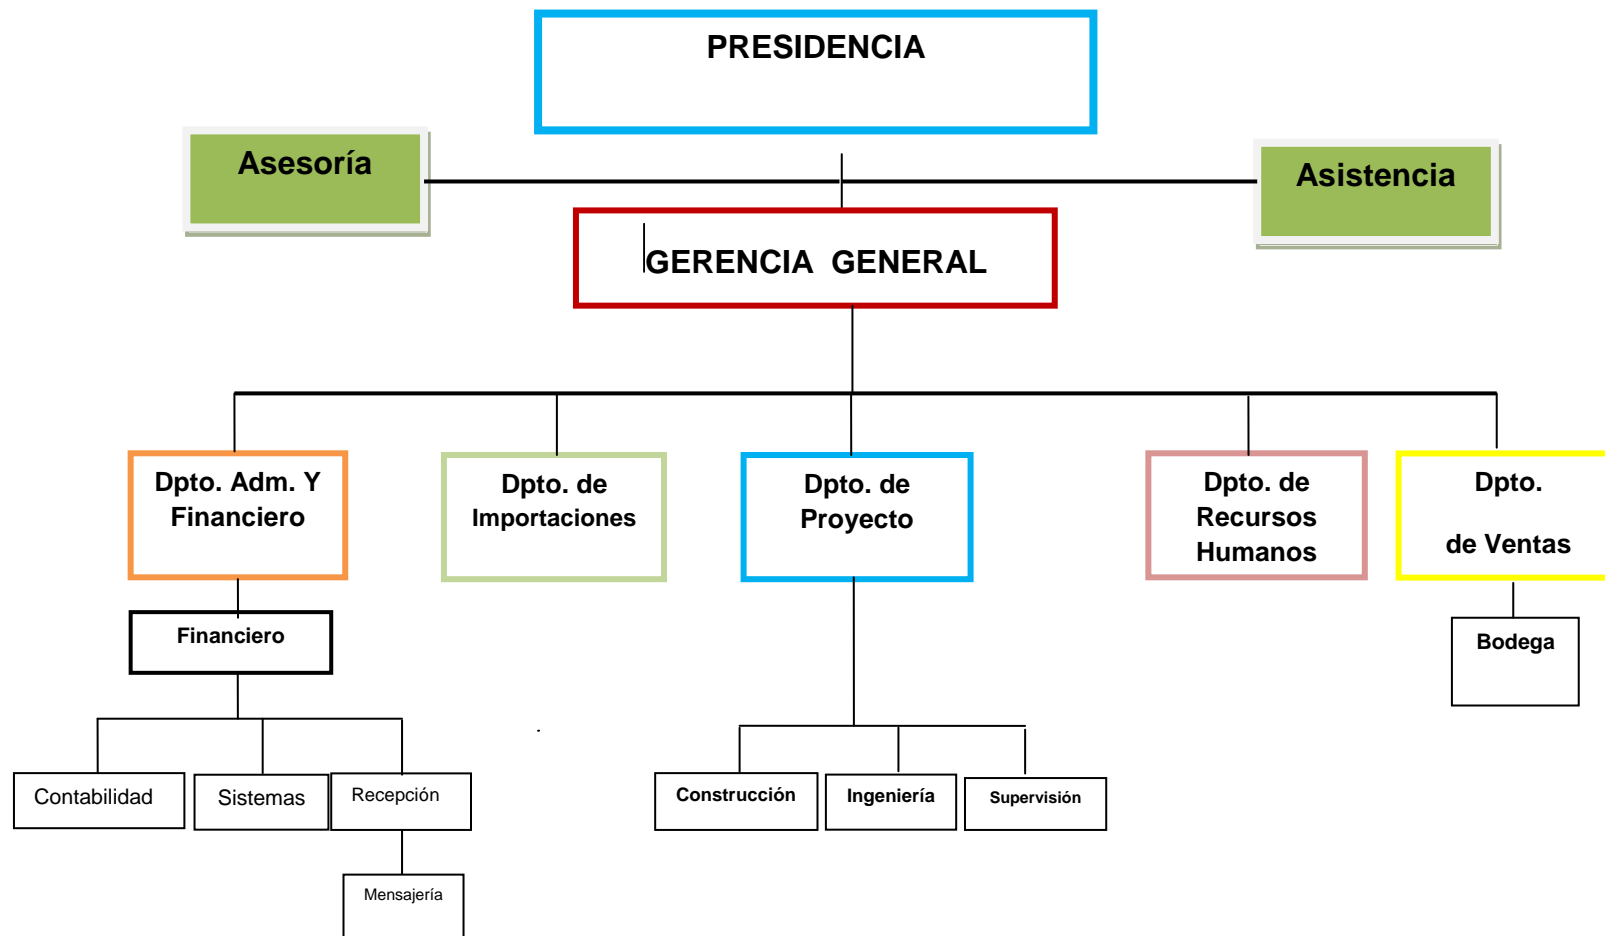 PRESIDENCIA
Asesoría
Asistencia
GERENCIA GENERAL
Dpto. Adm. Y
Financiero
Dpto. de
Importaciones
Dpto. de
Proyecto
Dpto. de
Recursos
Humanos
Dpto.
de Ventas
Financiero
Bodega
Contabilidad
Sistemas
Recepción
Construcción
Ingeniería
Supervisión
Mensajería